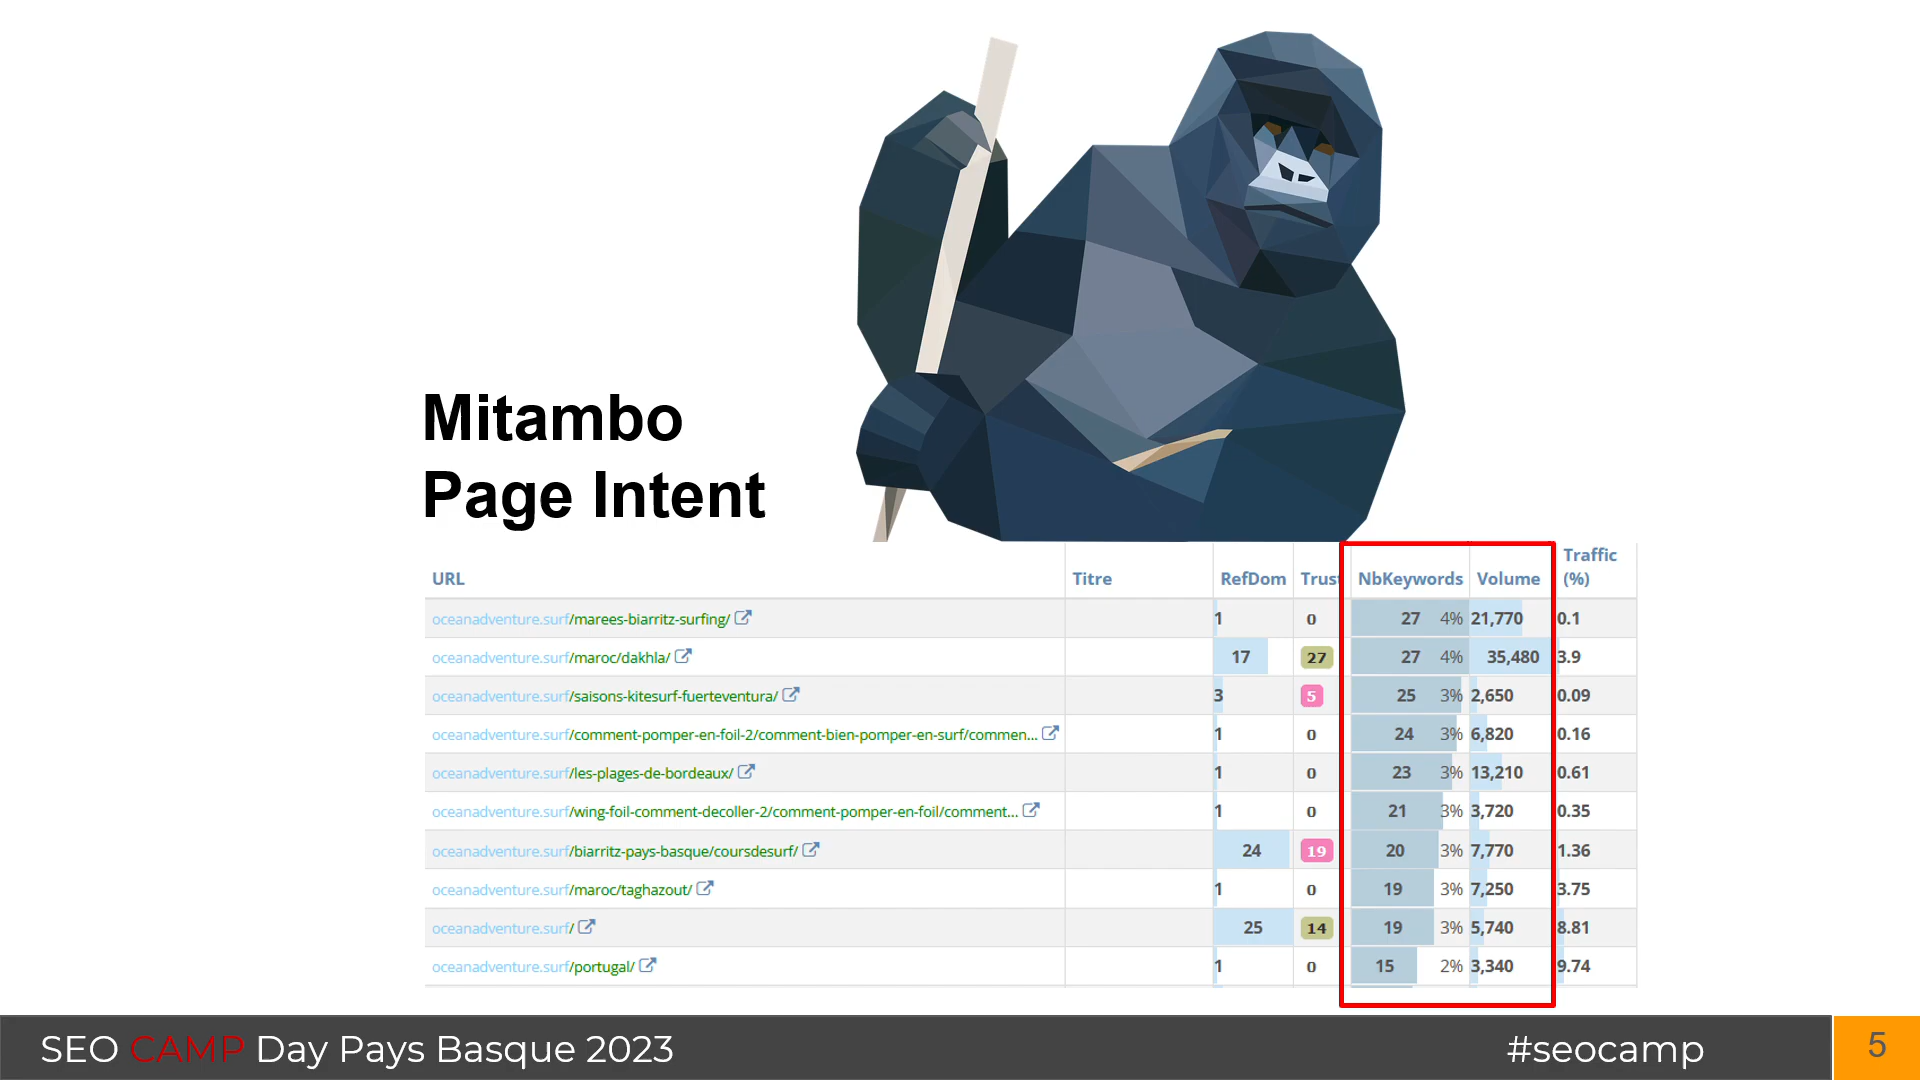 Mitambo
Page Intent
URL Titre RefDom Trust NbKeywords Volume Traffic (%)
oceanadventure.surf/marees-biarritz-surfing/ 1 0 27 4% 21,770 0.1
oceanadventure.surf/maroc/dakhla/ 17 27 27 4% 35,480 3.9
oceanadventure.surf/saisons-kitesurf-fuerteventura/ 3 5 25 3% 2,650 0.09
oceanadventure.surf/comment-pomper-en-foil-2/comment-bien-pomper-en-surf/commen... 1 0 24 3% 6,820 0.16
oceanadventure.surf/les-plages-de-bordeaux/ 1 0 23 3% 13,210 0.61
oceanadventure.surf/wing-foil-comment-decoller-2/comment-pomper-en-foil/comment... 1 0 21 3% 3,720 0.35
oceanadventure.surf/biarritz-pays-basque/coursdesurf/ 24 19 20 3% 7,770 1.36
oceanadventure.surf/maroc/taghazout/ 1 0 19 3% 7,250 3.75
oceanadventure.surf/ 25 14 19 3% 5,740 8.81
oceanadventure.surf/portugal/ 1 0 15 2% 3,340 9.74
SEO CAMP Day Pays Basque 2023 #seocamp 5